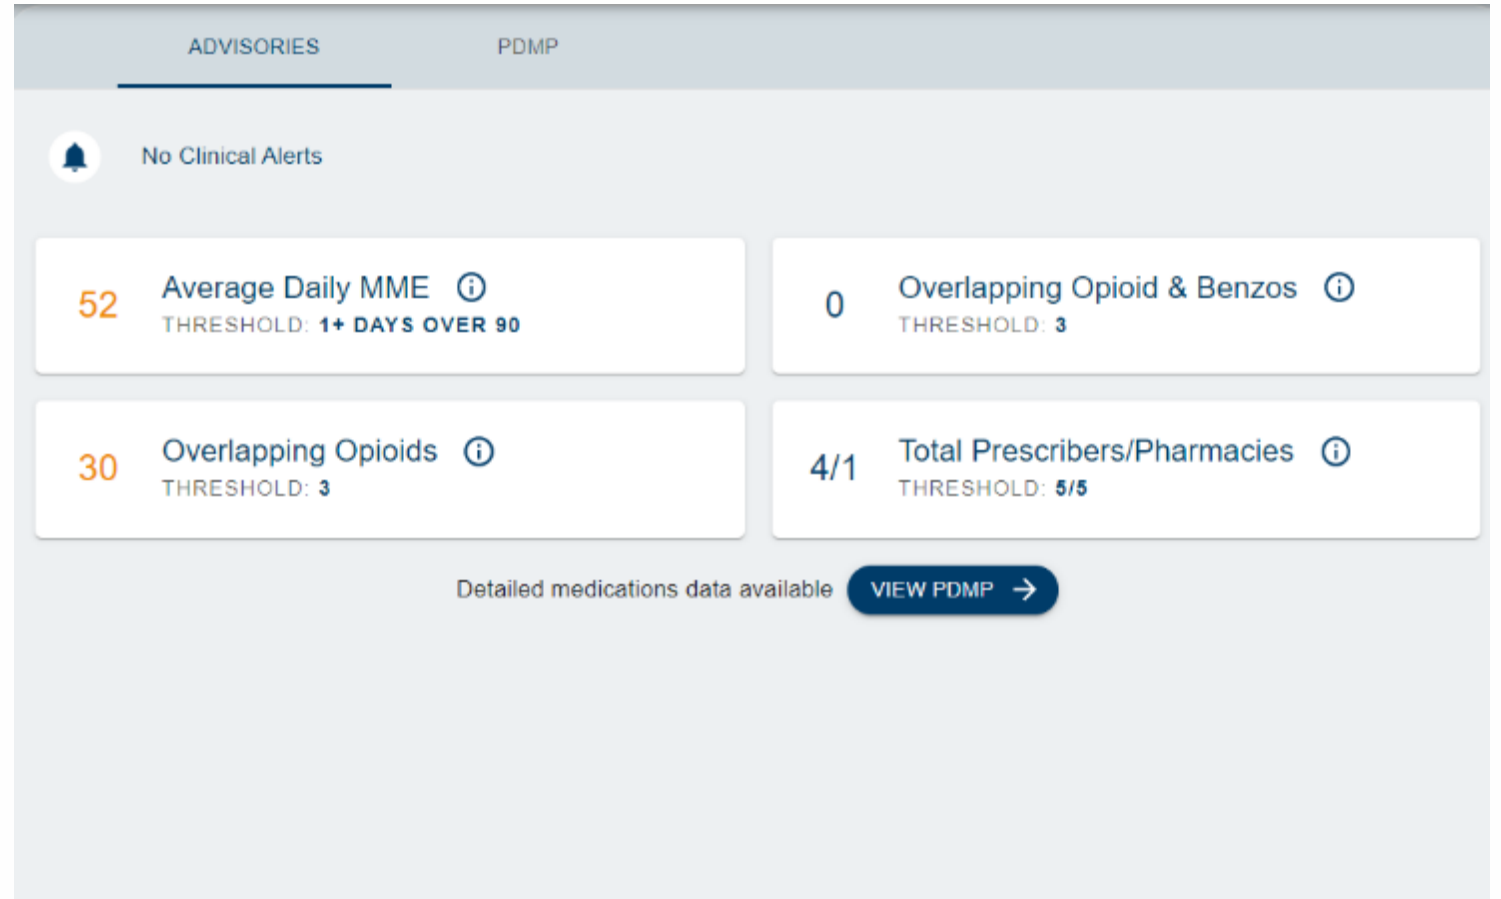 ADVISORIES PDMP
No Clinical Alerts
52 Average Daily MME
THRESHOLD: 1+ DAYS OVER 90
0 Overlapping Opioid & Benzos
THRESHOLD: 3
30 Overlapping Opioids
THRESHOLD: 3
4/1 Total Prescribers/Pharmacies
THRESHOLD: 5/5
Detailed medications data available VIEW PDMP